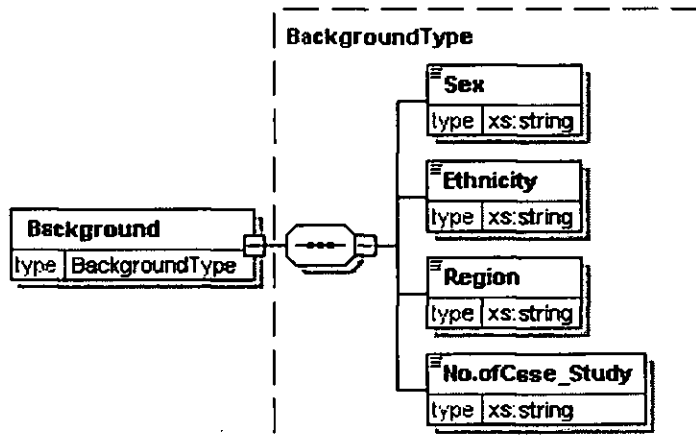 BackgroundType
Sex
type xs:string
Ethnicity
type xs:string
Background
type BackgroundType
Region
type xs:string
No.ofCase_Study
type xs:string